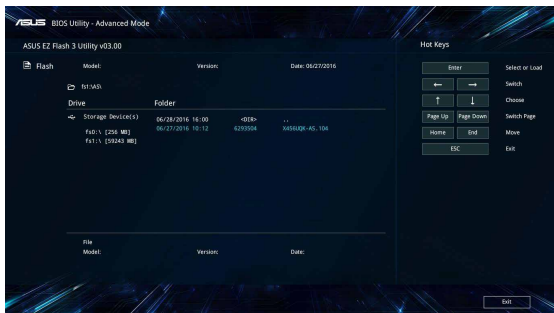 ASUS BIOS Utility - Advanced Mode
ASUS EZ Flash 3 Utility v03.00
Hot Keys
Flash Model: Version: Date: 06/27/2016
Enter Select or Load
fs1:\AS\
← → Switch
Drive Folder
↑ ↓ Choose
Storage Device(s) 06/28/2016 16:00 <DIR> ..
Page Up Page Down Switch Page
fs0:\ [256 MB] 06/27/2016 10:12 6293504 X456UQK-AS.104
fs1:\ [59243 MB]
Home End Move
ESC Exit
File
Model: Version: Date:
Exit